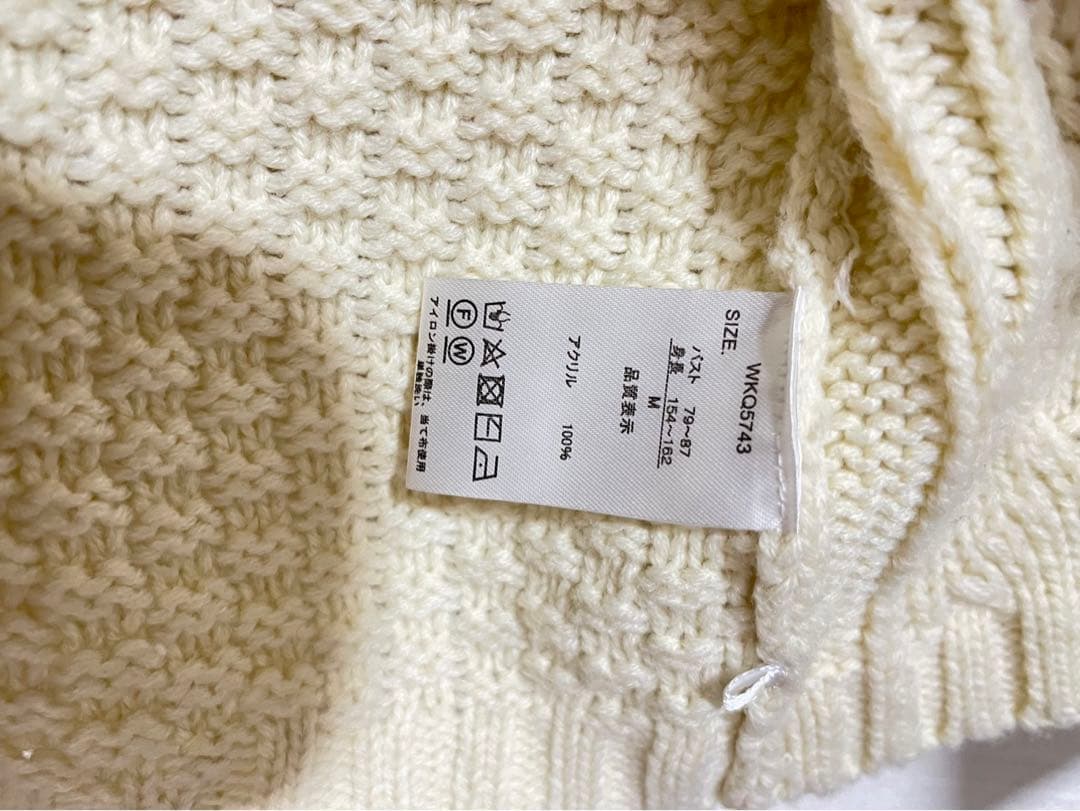 WKQ5743
SIZE.
バスト 79~87
身長 154~162
M
品質表示
アクリル 100%
F W
アイロン掛けの際は、当て布使用